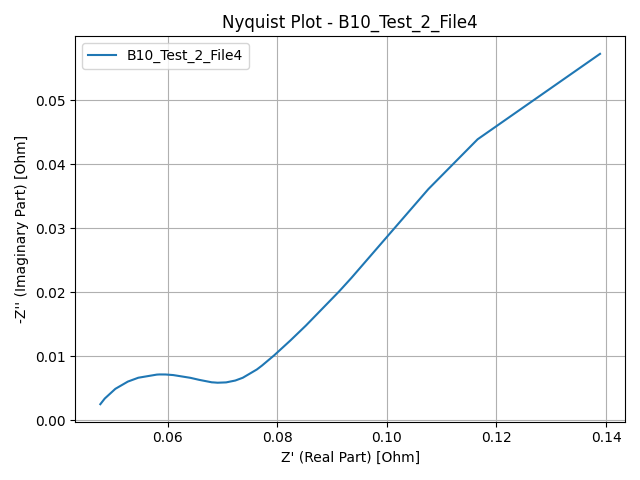 Nyquist Plot - B10_Test_2_File4
B10_Test_2_File4
-Z'' (Imaginary Part) [Ohm]
0.05
0.04
0.03
0.02
0.01
0.00
0.06 0.08 0.10 0.12 0.14
Z' (Real Part) [Ohm]